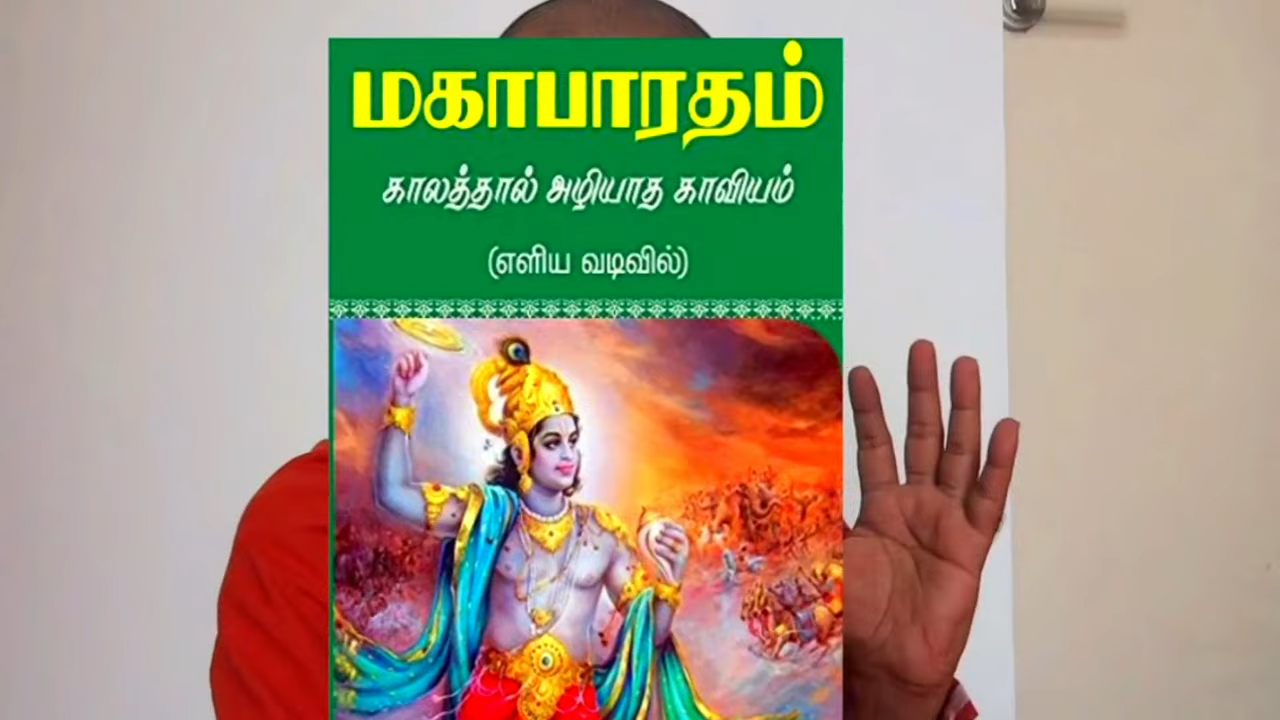 மகாபாரதம்
காலத்தால் அழியாத காவியம்
(எளிய வடிவில்)